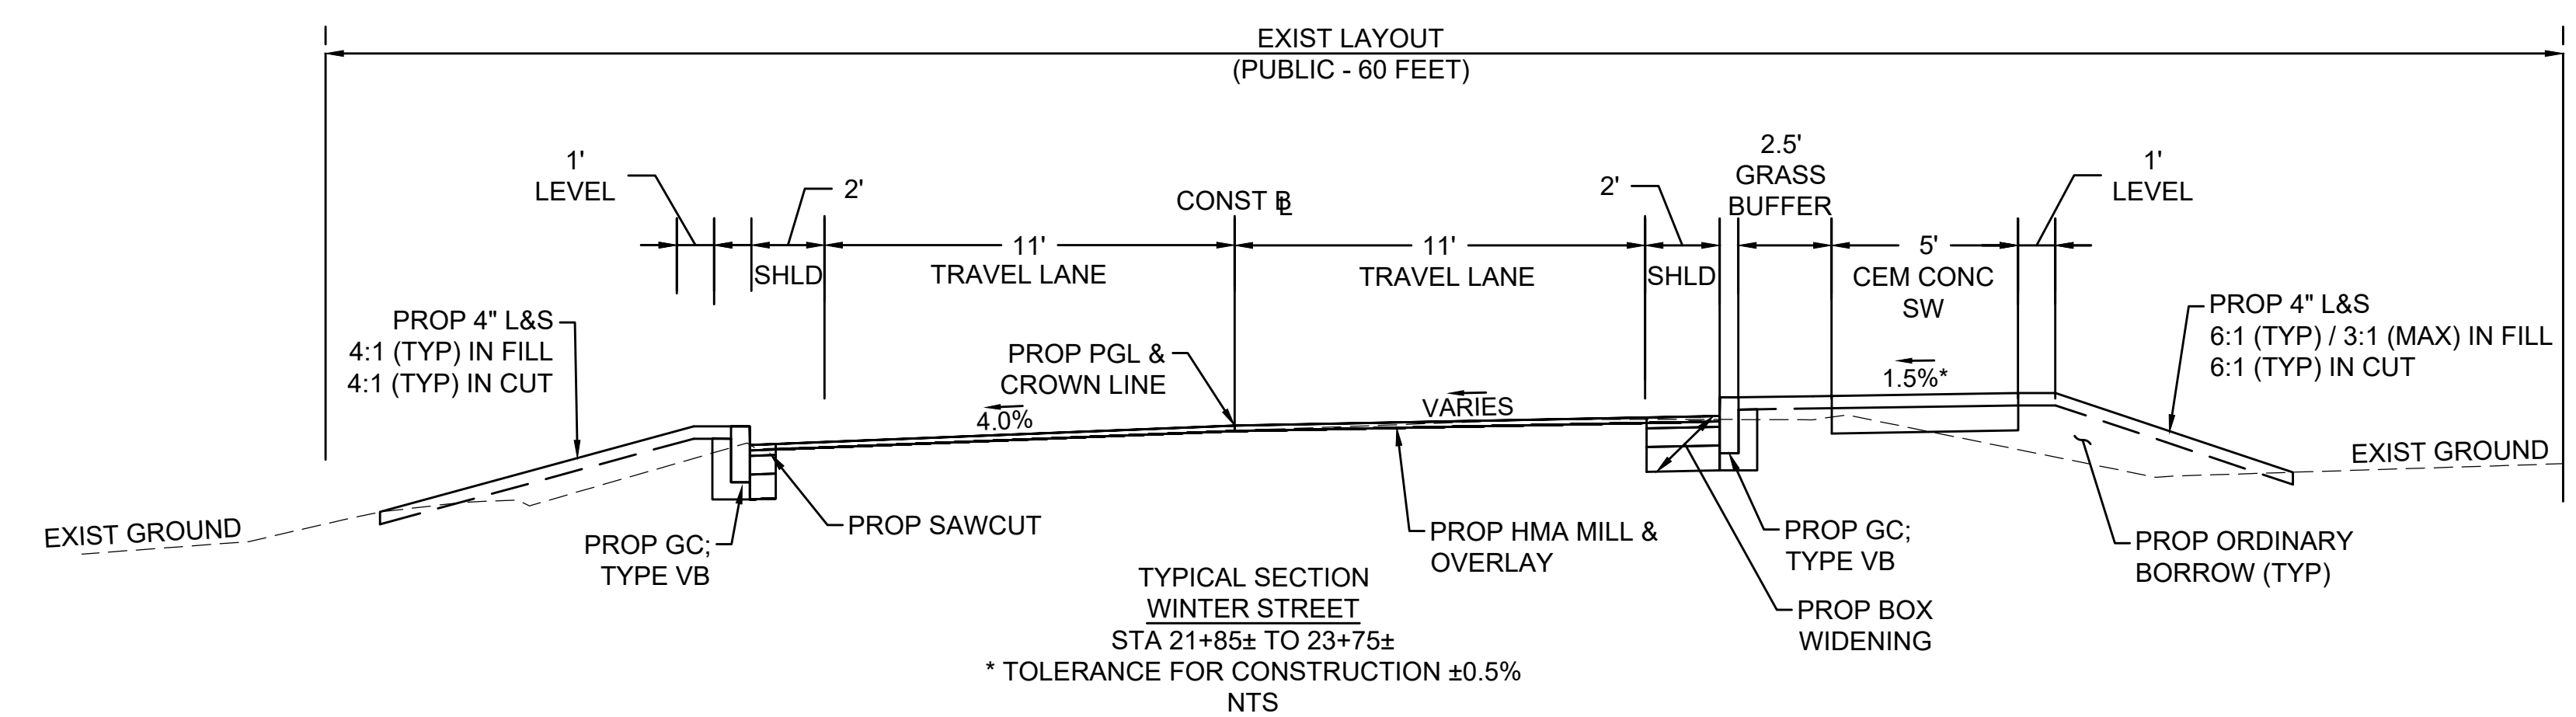 EXIST LAYOUT
(PUBLIC - 60 FEET)
1'
LEVEL
2'
CONST BL
2'
2.5'
GRASS
BUFFER
1'
LEVEL
SHLD
11'
TRAVEL LANE
11'
TRAVEL LANE
SHLD
5'
CEM CONC
SW
PROP 4" L&S
4:1 (TYP) IN FILL
4:1 (TYP) IN CUT
PROP PGL &
CROWN LINE
4.0%
VARIES
1.5%*
PROP 4" L&S
6:1 (TYP) / 3:1 (MAX) IN FILL
6:1 (TYP) IN CUT
EXIST GROUND
EXIST GROUND
PROP GC;
TYPE VB
PROP SAWCUT
PROP HMA MILL &
OVERLAY
PROP GC;
TYPE VB
PROP BOX
WIDENING
PROP ORDINARY
BORROW (TYP)
TYPICAL SECTION
WINTER STREET
STA 21+85± TO 23+75±
* TOLERANCE FOR CONSTRUCTION ±0.5%
NTS